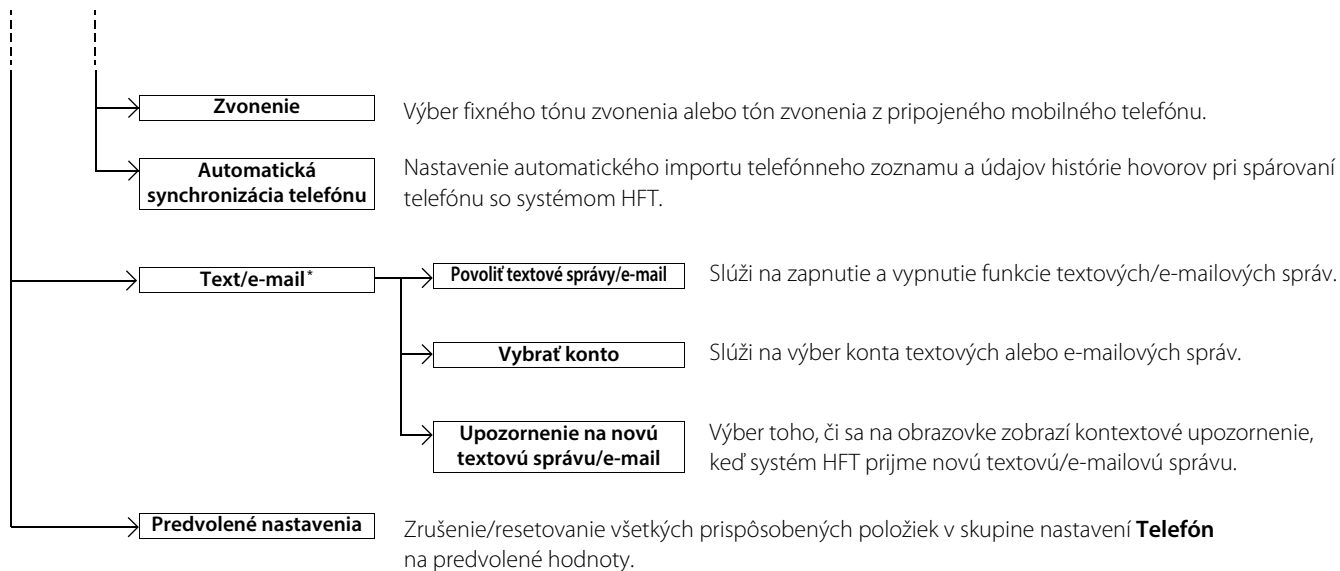 Zvonenie
Výber fixného tónu zvonenia alebo tón zvonenia z pripojeného mobilného telefónu.
Automatická
synchronizácia telefónu
Nastavenie automatického importu telefónneho zoznamu a údajov histórie hovorov pri spárovaní
telefónu so systémom HFT.
Text/e-mail*
Povoliť textové správy/e-mail
Slúži na zapnutie a vypnutie funkcie textových/e-mailových správ.
Vybrať konto
Slúži na výber konta textových alebo e-mailových správ.
Upozornenie na novú
textovú správu/e-mail
Výber toho, či sa na obrazovke zobrazí kontextové upozornenie,
keď systém HFT prijme novú textovú/e-mailovú správu.
Predvolené nastavenia
Zrušenie/resetovanie všetkých prispôsobených položiek v skupine nastavení Telefón
na predvolené hodnoty.